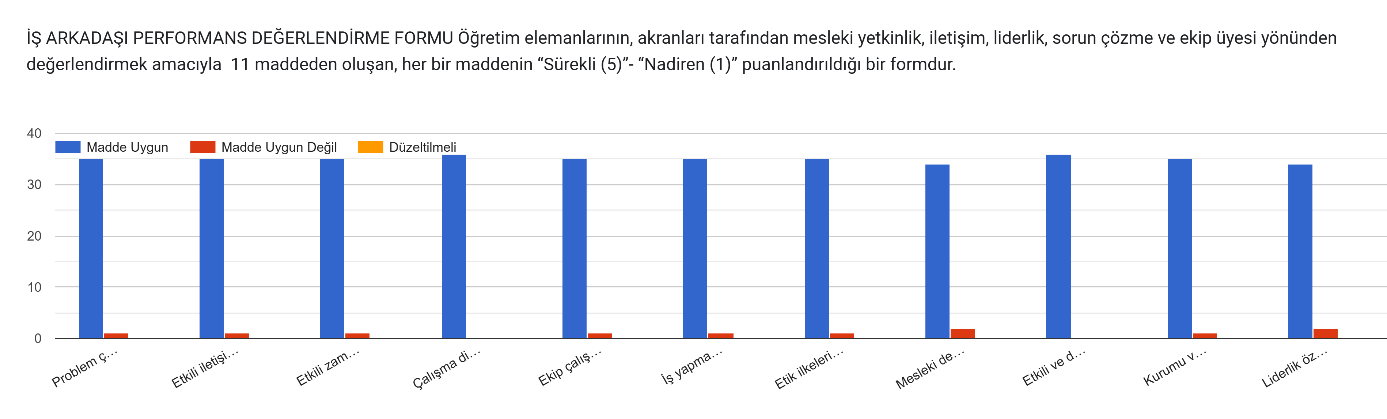 İŞ ARKADAŞI PERFORMANS DEĞERLENDİRME FORMU Öğretim elemanlarının, akranları tarafından mesleki yetkinlik, iletişim, liderlik, sorun çözme ve ekip üyesi yönünden
değerlendirmek amacıyla  11 maddeden oluşan, her bir maddenin “Sürekli (5)”- “Nadiren (1)” puanlandırıldığı bir formdur.
40
Madde Uygun Madde Uygun Değil Düzeltilmeli
30
20
10
0
Problem ç… Etkili iletişi… Etkili zam… Çalışma di… Ekip çalış… İş yapma… Etik ilkeleri… Mesleki de… Etkili ve d… Kurumu v… Liderlik öz…